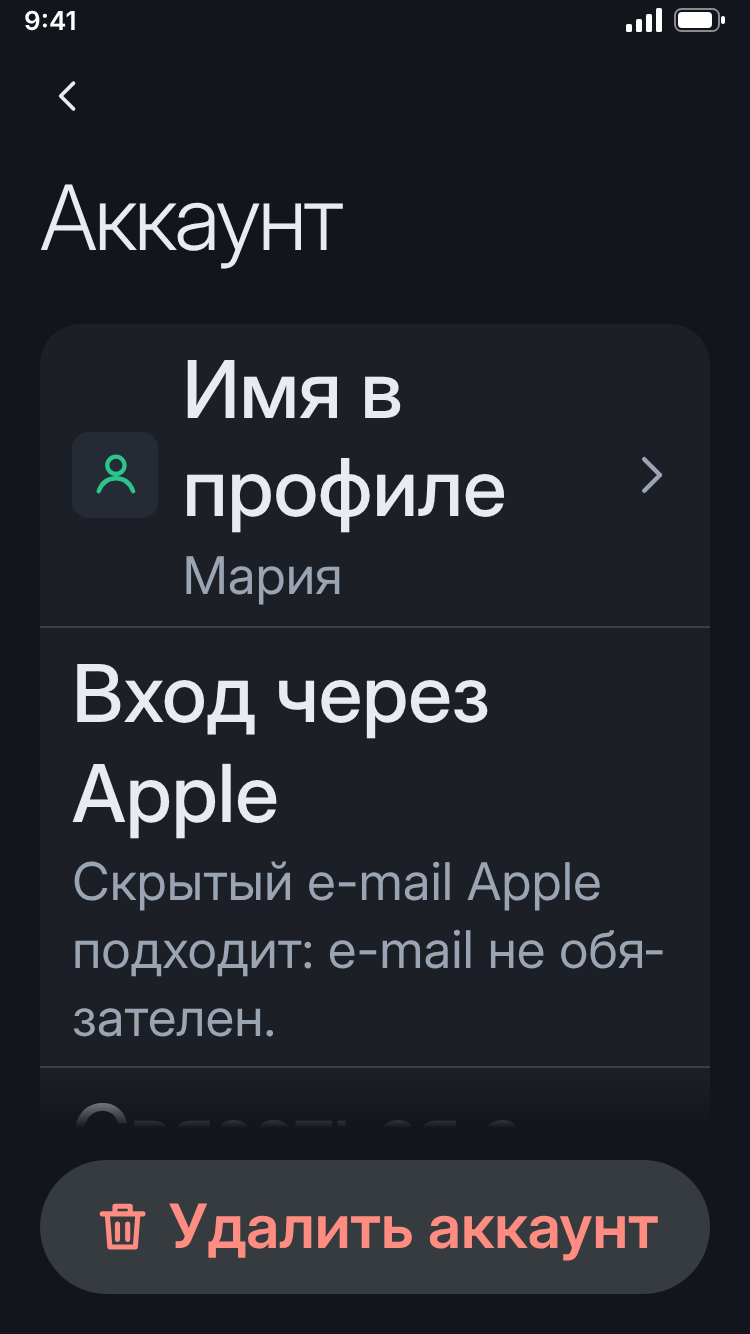 9:41
Аккаунт
Имя в
профиле
Мария
Вход через
Apple
Скрытый e-mail Apple
подходит: e-mail не обя-
зателен.
Удалить аккаунт